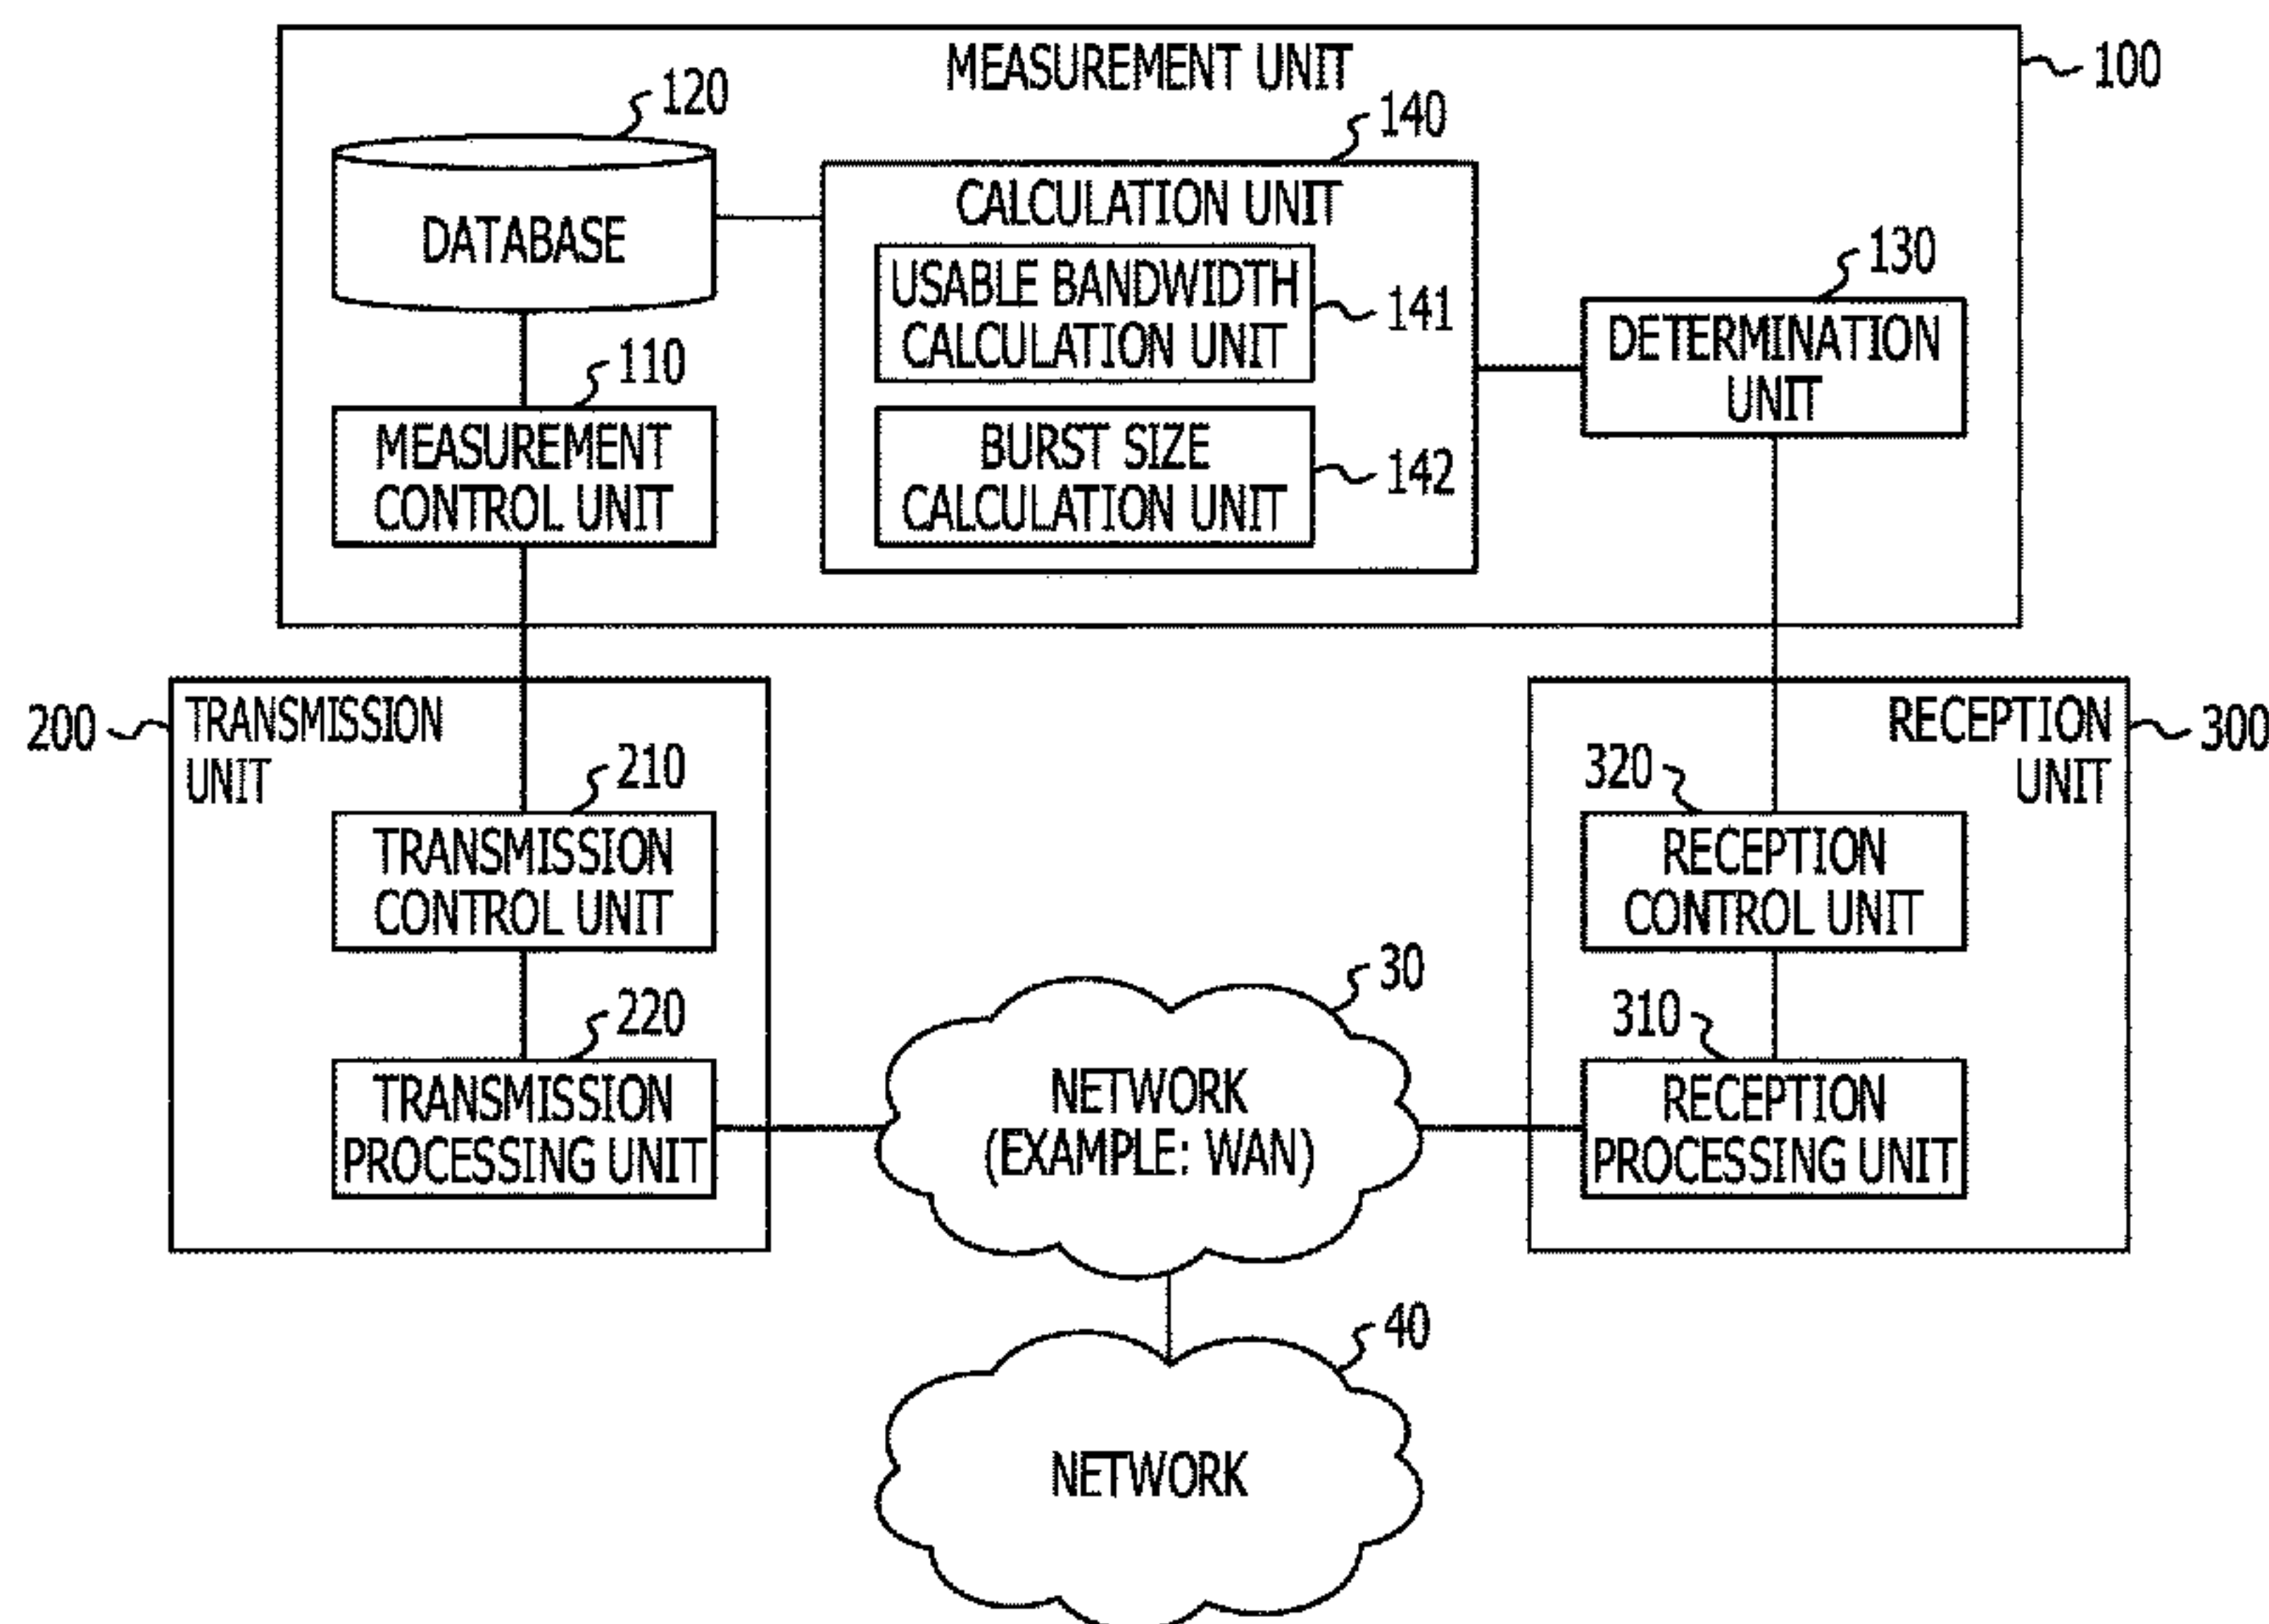 MEASUREMENT UNIT
100
120
140
DATABASE
CALCULATION UNIT
USABLE BANDWIDTH
CALCULATION UNIT
141
130
DETERMINATION
UNIT
110
MEASUREMENT
CONTROL UNIT
BURST SIZE
CALCULATION UNIT
142
200
TRANSMISSION
UNIT
RECEPTION
UNIT
300
210
TRANSMISSION
CONTROL UNIT
320
RECEPTION
CONTROL UNIT
220
TRANSMISSION
PROCESSING UNIT
30
NETWORK
(EXAMPLE: WAN)
310
RECEPTION
PROCESSING UNIT
40
NETWORK